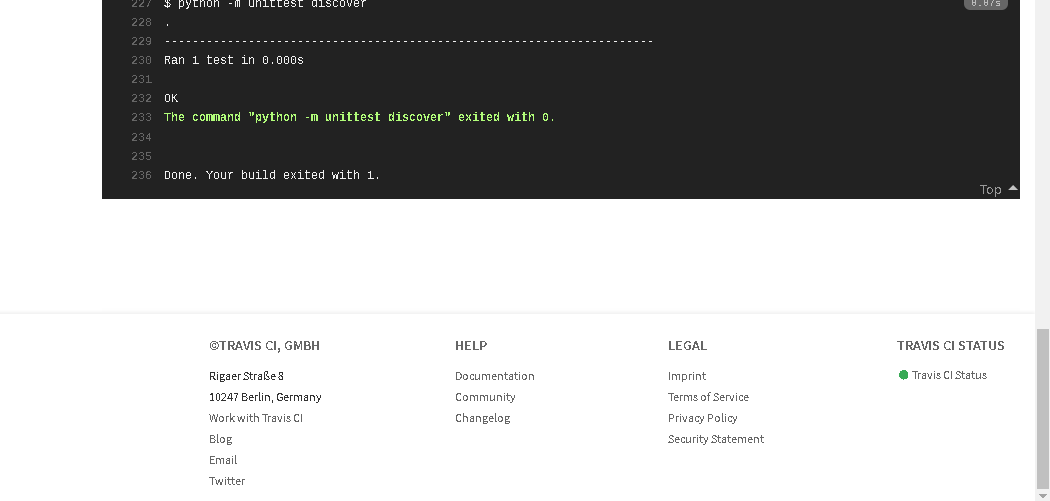 227 $ python -m unittest discover 0.07s
228 .
229 ----------------------------------------------------------------------
230 Ran 1 test in 0.000s
231
232 OK
233 The command "python -m unittest discover" exited with 0.
234
235
236 Done. Your build exited with 1.
Top
©TRAVIS CI, GMBH
Rigaer Straße 8
10247 Berlin, Germany
Work with Travis CI
Blog
Email
Twitter
HELP
Documentation
Community
Changelog
LEGAL
Imprint
Terms of Service
Privacy Policy
Security Statement
TRAVIS CI STATUS
Travis CI Status